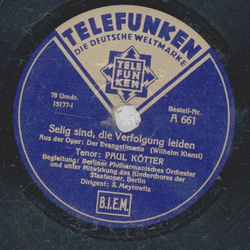 TELEFUNKEN
DIE DEUTSCHE WELTMARKE
TELE
FUN
KEN
78 Umdr.
15177-I
Bestell-Nr.
A 661
Selig sind, die Verfolgung leiden
Aus der Oper: Der Evangelimann (Wilhelm Kienzl)
Tenor: PAUL KÖTTER
Begleitung: Berliner Philharmonisches Orchester
und unter Mitwirkung des Kinderchores der
Staatsoper, Berlin
Dirigent: S. Meyrowitz
B.I.E.M.